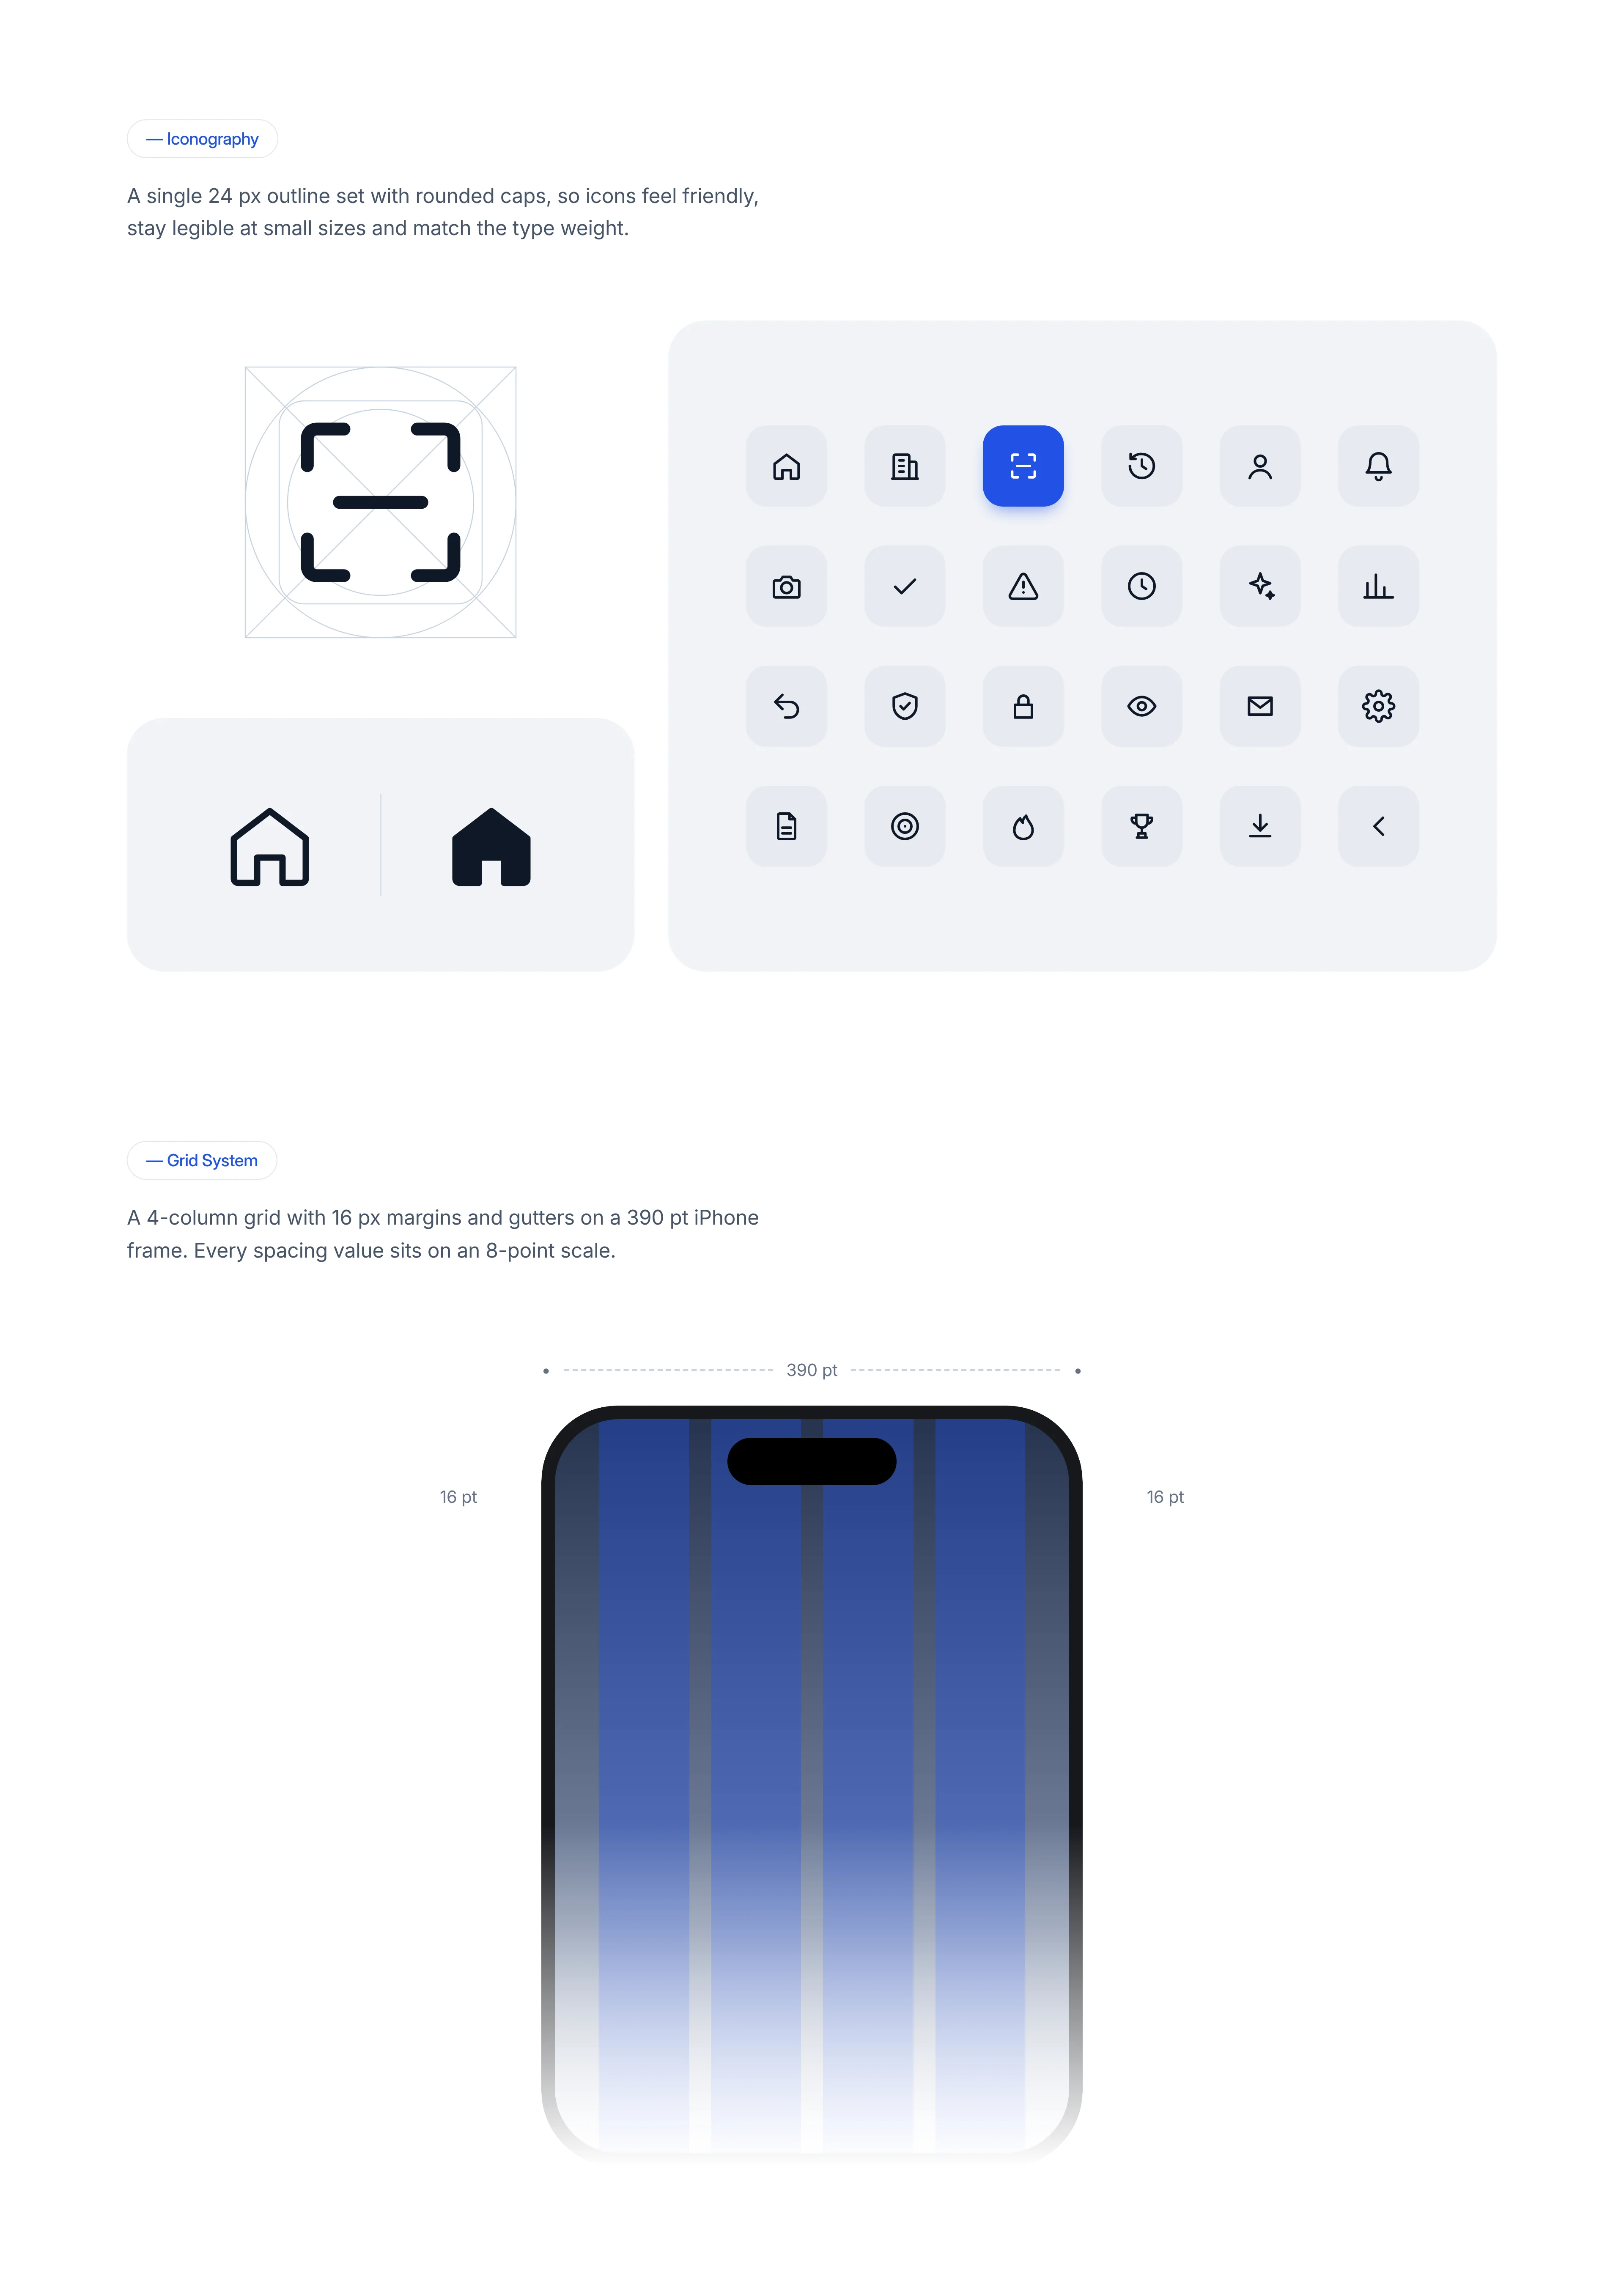 — Iconography
A single 24 px outline set with rounded caps, so icons feel friendly,
stay legible at small sizes and match the type weight.
— Grid System
A 4-column grid with 16 px margins and gutters on a 390 pt iPhone
frame. Every spacing value sits on an 8-point scale.
390 pt
16 pt
16 pt